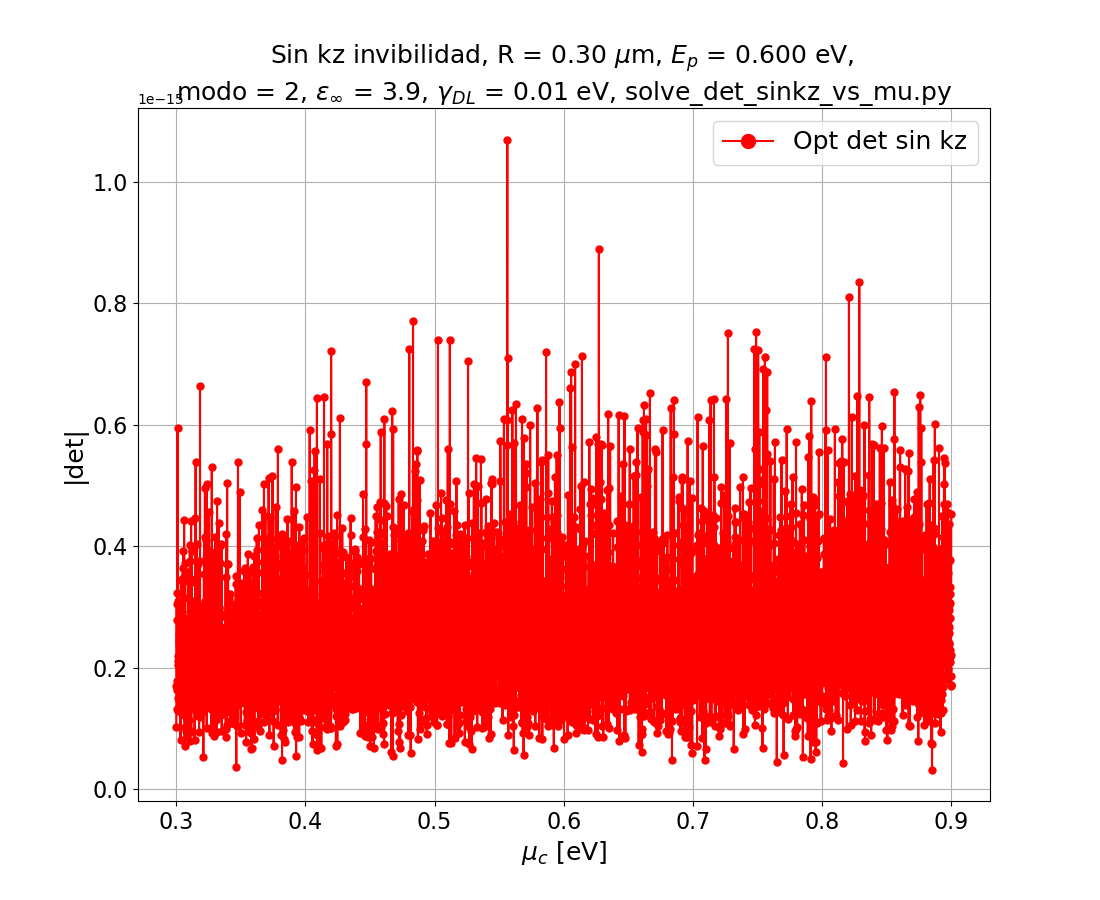 Sin kz invibilidad, R = 0.30 μm, E_p = 0.600 eV,
modo = 2, ε_∞ = 3.9, γ_DL = 0.01 eV, solve_det_sinkz_vs_mu.py
1e−15
Opt det sin kz
1.0
0.8
0.6
0.4
0.2
0.0
|det|
0.3 0.4 0.5 0.6 0.7 0.8 0.9
μ_c [eV]